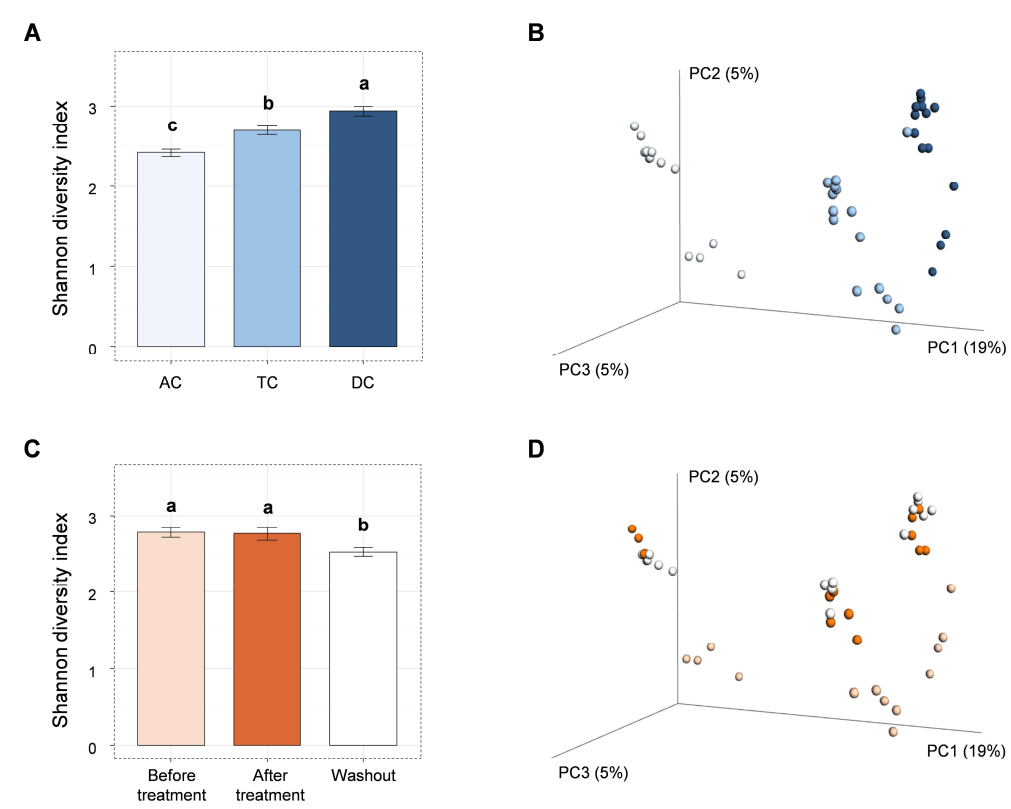 A
Shannon diversity index
3
2
1
0
c
b
a
AC
TC
DC
B
PC2 (5%)
PC1 (19%)
PC3 (5%)
C
Shannon diversity index
3
2
1
0
a
a
b
Before
treatment
After
treatment
Washout
D
PC2 (5%)
PC1 (19%)
PC3 (5%)